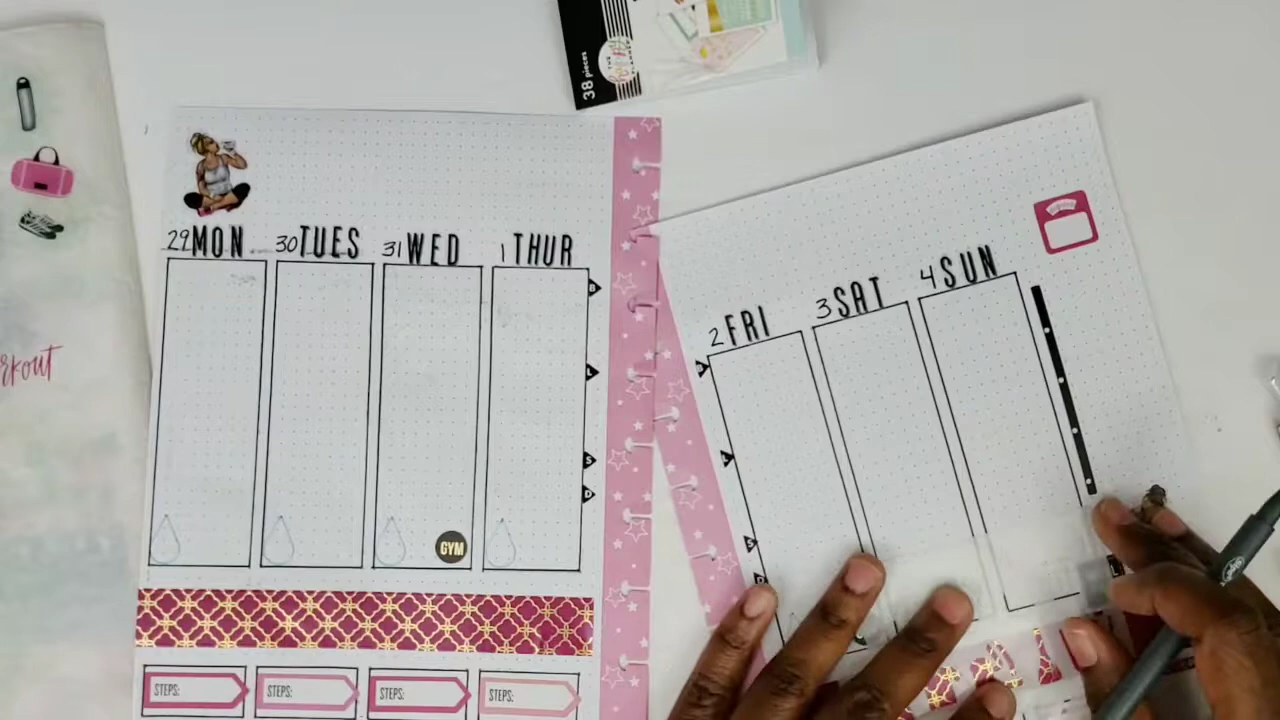 38 pieces
THE
rkout
29 MON 30 TUES 31 WED 1 THUR
2 FRI 3 SAT 4 SUN
B
L
S
D
L
S
D
GYM
STEPS: STEPS: STEPS: STEPS: